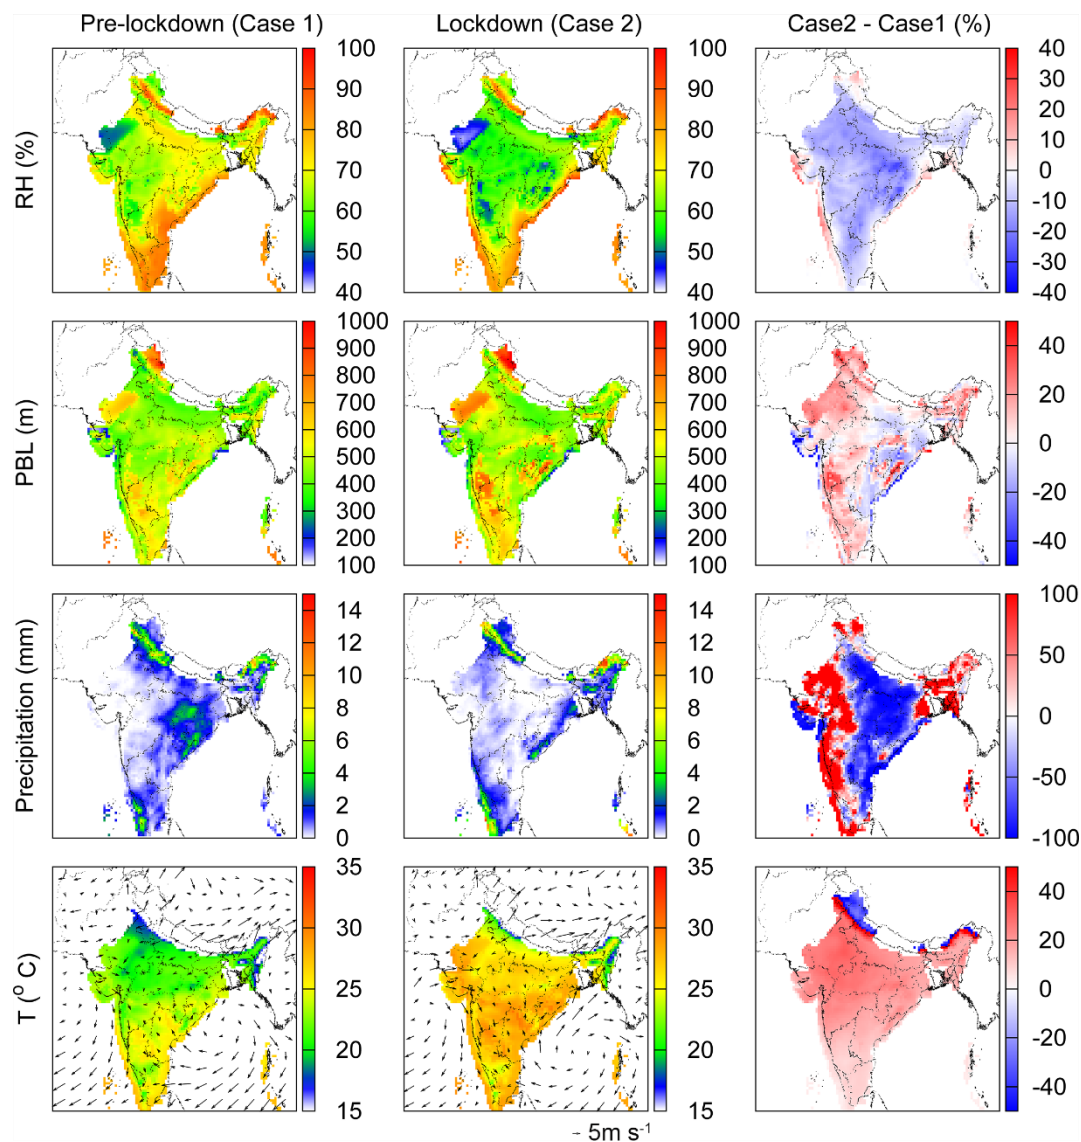 Pre-lockdown (Case 1) Lockdown (Case 2) Case2 - Case1 (%)
RH (%)
100 100 40
90 90 30
20
80 80 10
70 70 0
60 60 -10
-20
50 50 -30
40 40 -40
PBL (m)
1000 1000
900 900 40
800 800
700 700 20
600 600
500 500 0
400 400 -20
300 300
200 200 -40
100 100
Precipitation (mm)
14 14 100
12 12
10 10 50
8 8
6 6 0
4 4 -50
2 2
0 0 -100
T (° C)
35 35
40
30 30 20
25 25 0
20 20 -20
-40
15 15
5m s-1